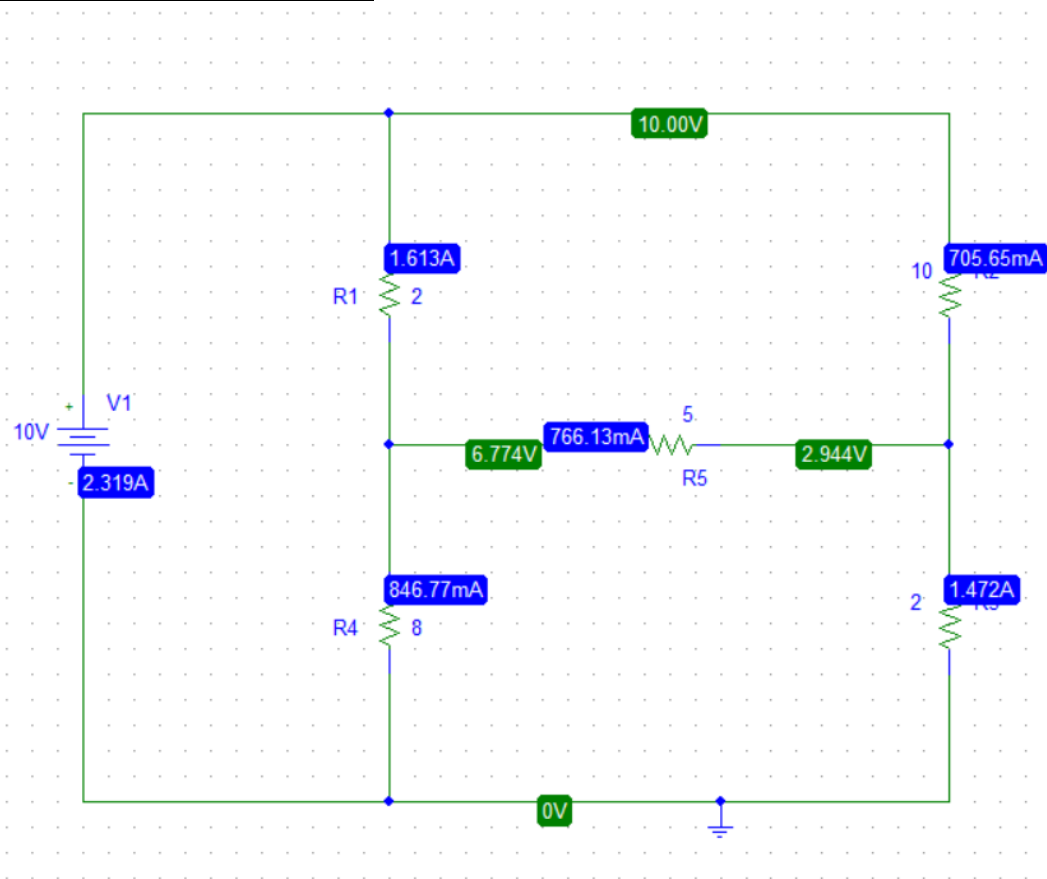 10.00V
1.613A
705.65mA
10
R1
2
V1
+
10V
5
766.13mA
6.774V
2.944V
R5
-
2.319A
846.77mA
1.472A
2
R4
8
0V